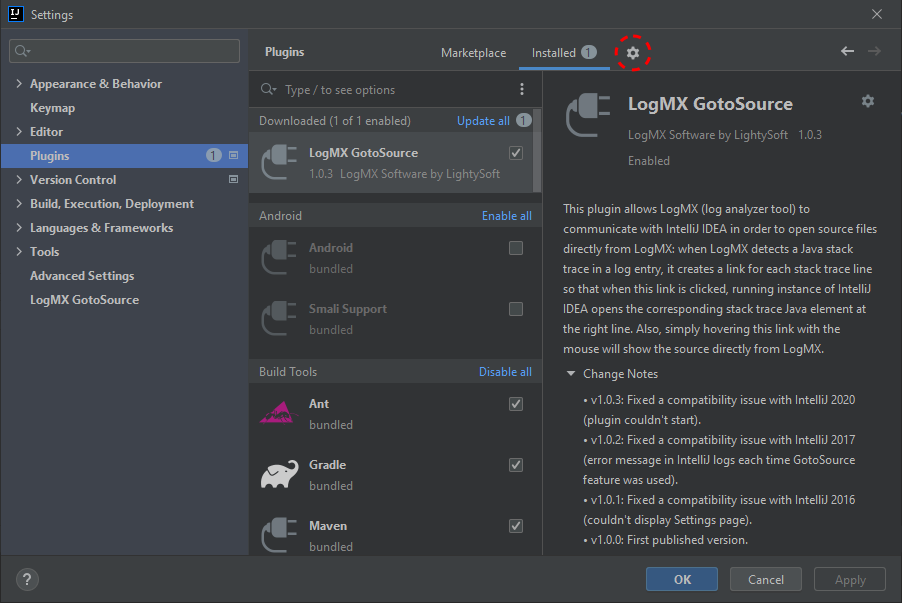 IJ
Settings
Plugins
Marketplace
Installed 1
Appearance & Behavior
Keymap
Editor
Plugins 1
Version Control
Build, Execution, Deployment
Languages & Frameworks
Tools
Advanced Settings
LogMX GotoSource
Type / to see options
Downloaded (1 of 1 enabled) Update all 1
LogMX GotoSource
1.0.3 LogMX Software by LightySoft
Android Enable all
Android
bundled
Smali Support
bundled
Build Tools Disable all
Ant
bundled
Gradle
bundled
Maven
bundled
LogMX GotoSource
LogMX Software by LightySoft 1.0.3
Enabled
This plugin allows LogMX (log analyzer tool) to
communicate with IntelliJ IDEA in order to open source files
directly from LogMX: when LogMX detects a Java stack
trace in a log entry, it creates a link for each stack trace line
so that when this link is clicked, running instance of IntelliJ
IDEA opens the corresponding stack trace Java element at
the right line. Also, simply hovering this link with the
mouse will show the source directly from LogMX.
Change Notes
• v1.0.3: Fixed a compatibility issue with IntelliJ 2020
(plugin couldn't start).
• v1.0.2: Fixed a compatibility issue with IntelliJ 2017
(error message in IntelliJ logs each time GotoSource
feature was used).
• v1.0.1: Fixed a compatibility issue with IntelliJ 2016
(couldn't display Settings page).
• v1.0.0: First published version.
?
OK
Cancel
Apply